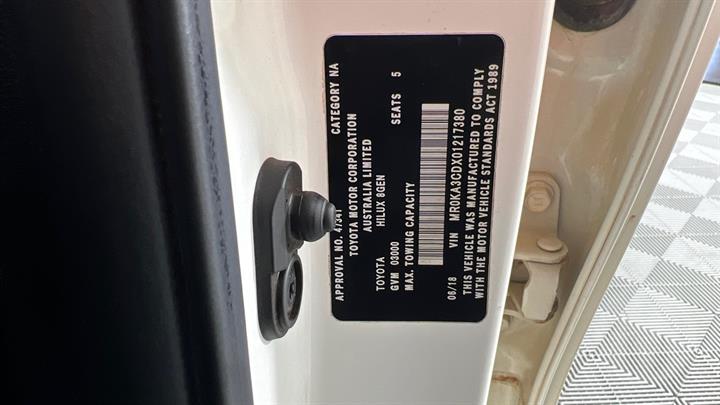 APPROVAL NO. 47341 CATEGORY NA
TOYOTA MOTOR CORPORATION
AUSTRALIA LIMITED
TOYOTA HILUX 8GEN
GVM 03000 SEATS 5
MAX. TOWING CAPACITY
06/18 VIN MR0KA3CDX01217380
THIS VEHICLE WAS MANUFACTURED TO COMPLY
WITH THE MOTOR VEHICLE STANDARDS ACT 1989